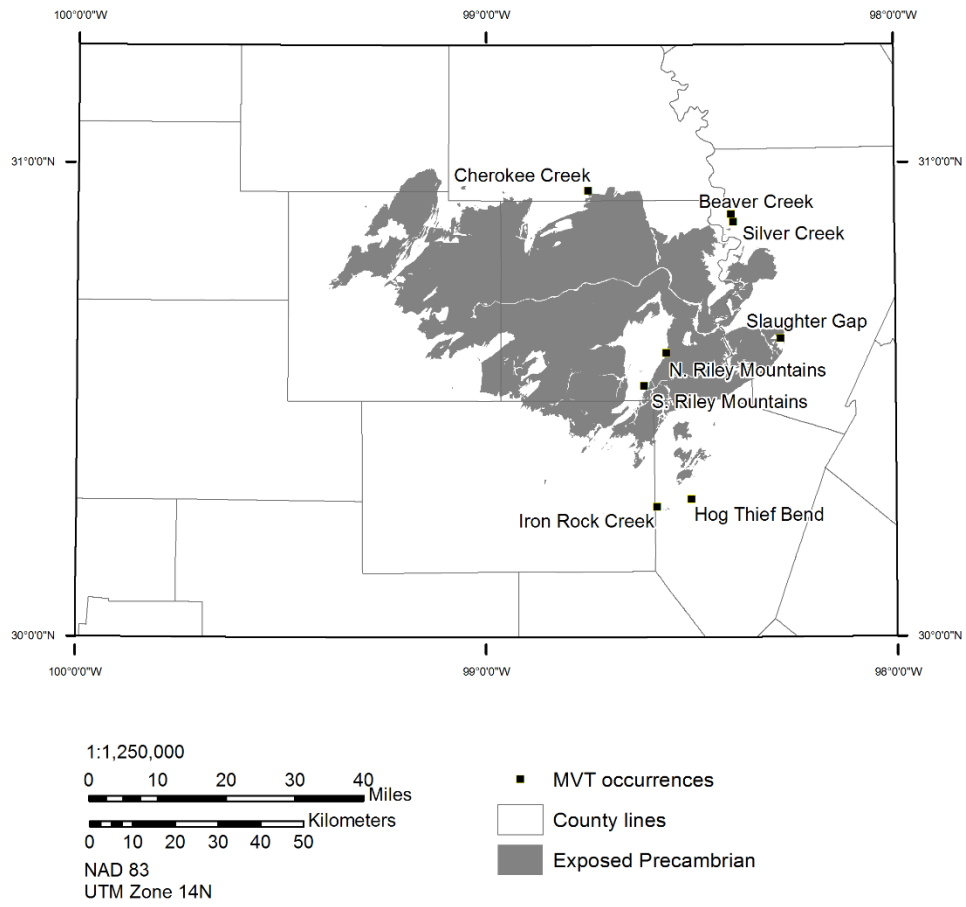 100°0'0"W 99°0'0"W 98°0'0"W
31°0'0"N 31°0'0"N
Cherokee Creek
Beaver Creek
Silver Creek
Slaughter Gap
N. Riley Mountains
S. Riley Mountains
Iron Rock Creek
Hog Thief Bend
30°0'0"N 30°0'0"N
100°0'0"W 99°0'0"W 98°0'0"W
1:1,250,000
0 10 20 30 40
Miles
Kilometers
0 10 20 30 40 50
NAD 83
UTM Zone 14N
MVT occurrences
County lines
Exposed Precambrian